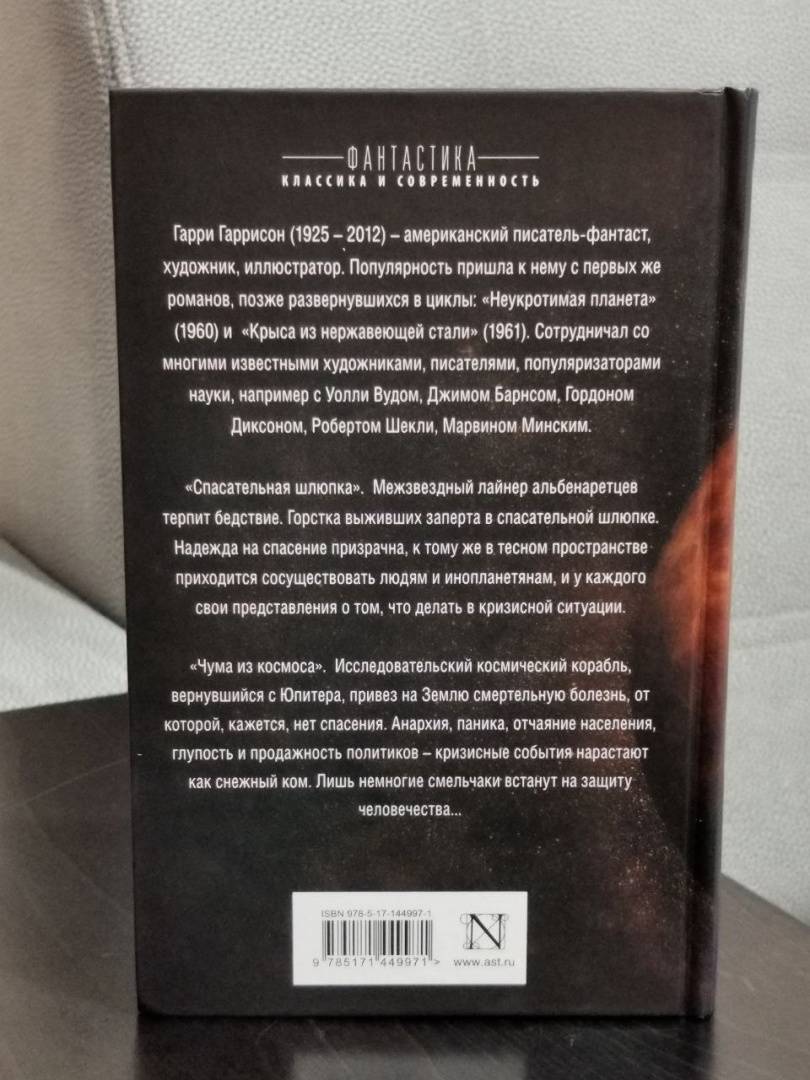 ФАНТАСТИКА
КЛАССИКА И СОВРЕМЕННОСТЬ
Гарри Гаррисон (1925 – 2012) – американский писатель-фантаст,
художник, иллюстратор. Популярность пришла к нему с первых же
романов, позже развернувшихся в циклы: «Неукротимая планета»
(1960) и «Крыса из нержавеющей стали» (1961). Сотрудничал со
многими известными художниками, писателями, популяризаторами
науки, например с Уолли Вудом, Джимом Барнсом, Гордоном
Диксоном, Робертом Шекли, Марвином Минским.
«Спасательная шлюпка». Межзвездный лайнер альбенаретцев
терпит бедствие. Горстка выживших заперта в спасательной шлюпке.
Надежда на спасение призрачна, к тому же в тесном пространстве
приходится сосуществовать людям и инопланетянам, и у каждого
свои представления о том, что делать в кризисной ситуации.
«Чума из космоса». Исследовательский космический корабль,
вернувшийся с Юпитера, привез на Землю смертельную болезнь, от
которой, кажется, нет спасения. Анархия, паника, отчаяние населения,
глупость и продажность политиков – кризисные события нарастают
как снежный ком. Лишь немногие смельчаки встанут на защиту
человечества...
ISBN 978-5-17-144997-1
9 785171 449971>
N
www.ast.ru